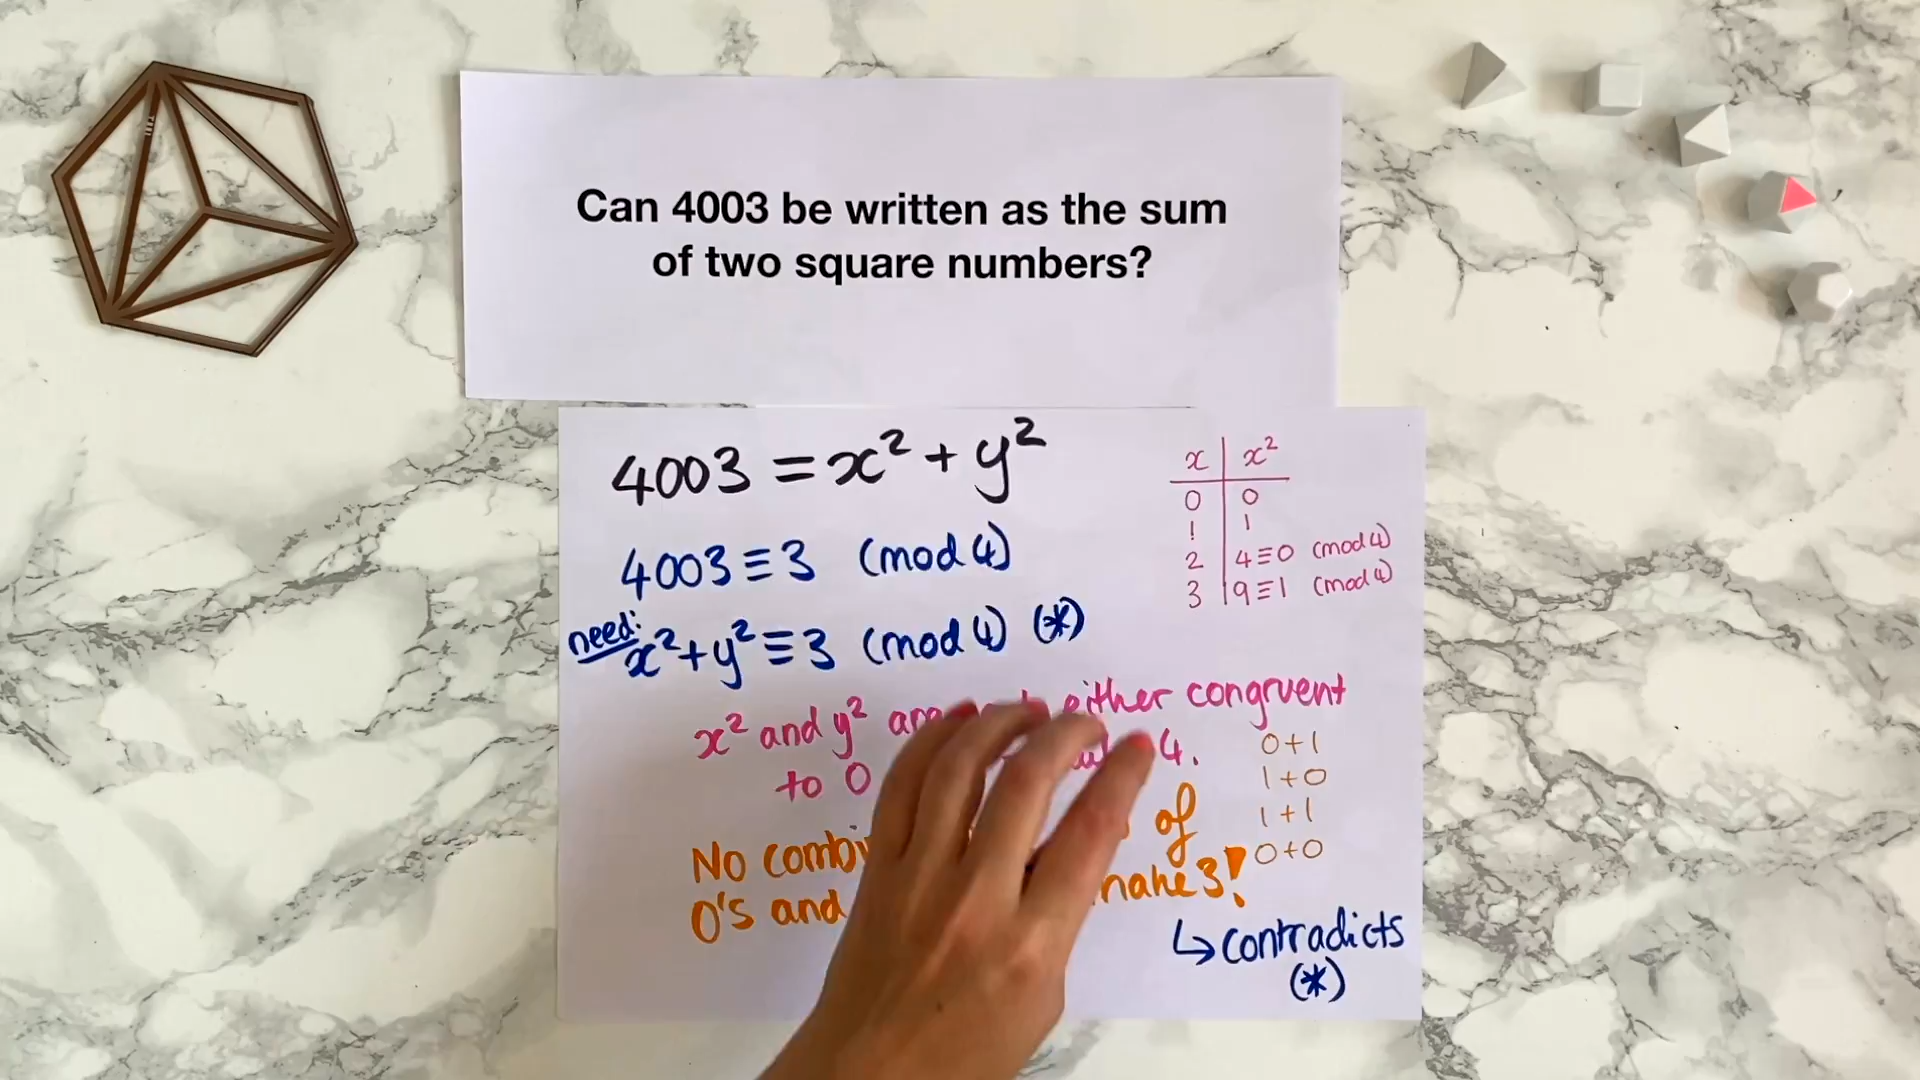 Can 4003 be written as the sum
of two square numbers?
4003 = x² + y²
4003 ≡ 3 (mod 4)
need: x² + y² ≡ 3 (mod 4) (*)
x | x²
0 | 0
1 | 1
2 | 4 ≡ 0 (mod 4)
3 | 9 ≡ 1 (mod 4)
x² and y² are either congruent
to 0 4.
No of
0's and make 3!
0+1
1+0
1+1
0+0
↳ contradicts
(*)